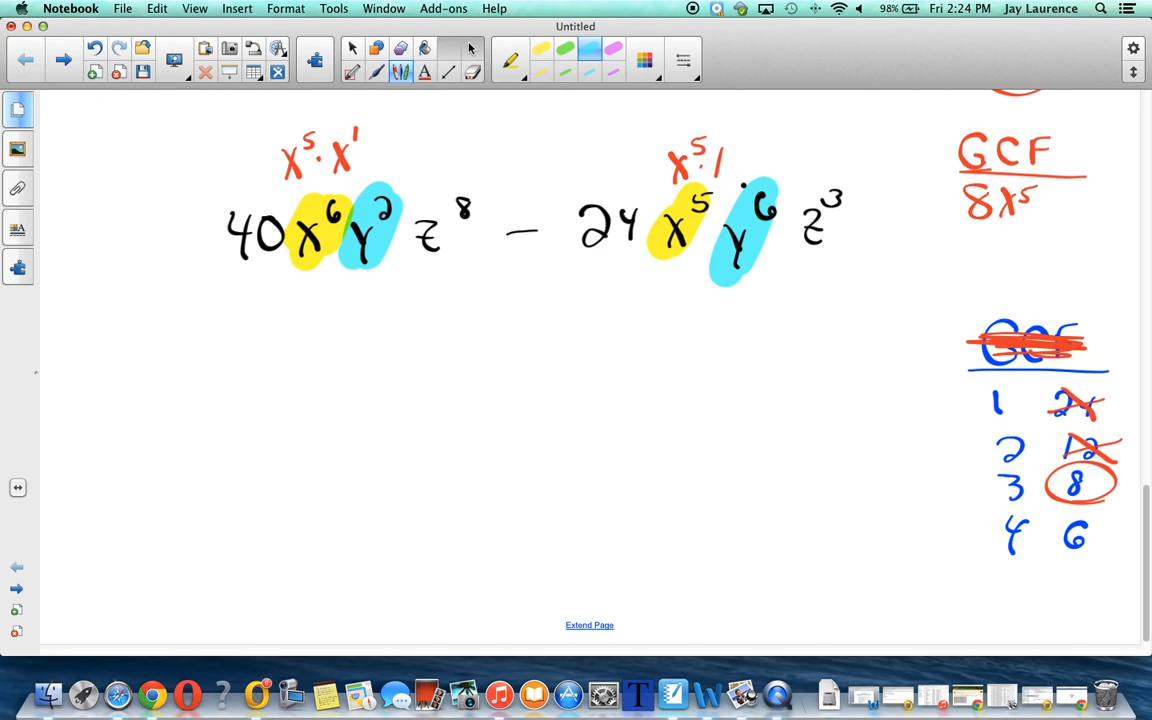 Notebook File Edit View Insert Format Tools Window Add-ons Help 98% Fri 2:24 PM Jay Laurence
Untitled
x⁵·x¹ x⁵·1
40x⁶y²z⁸ − 24x⁵y⁶z³
GCF
8x⁵
GCF
1 24
2 12
3 8
4 6
Extend Page